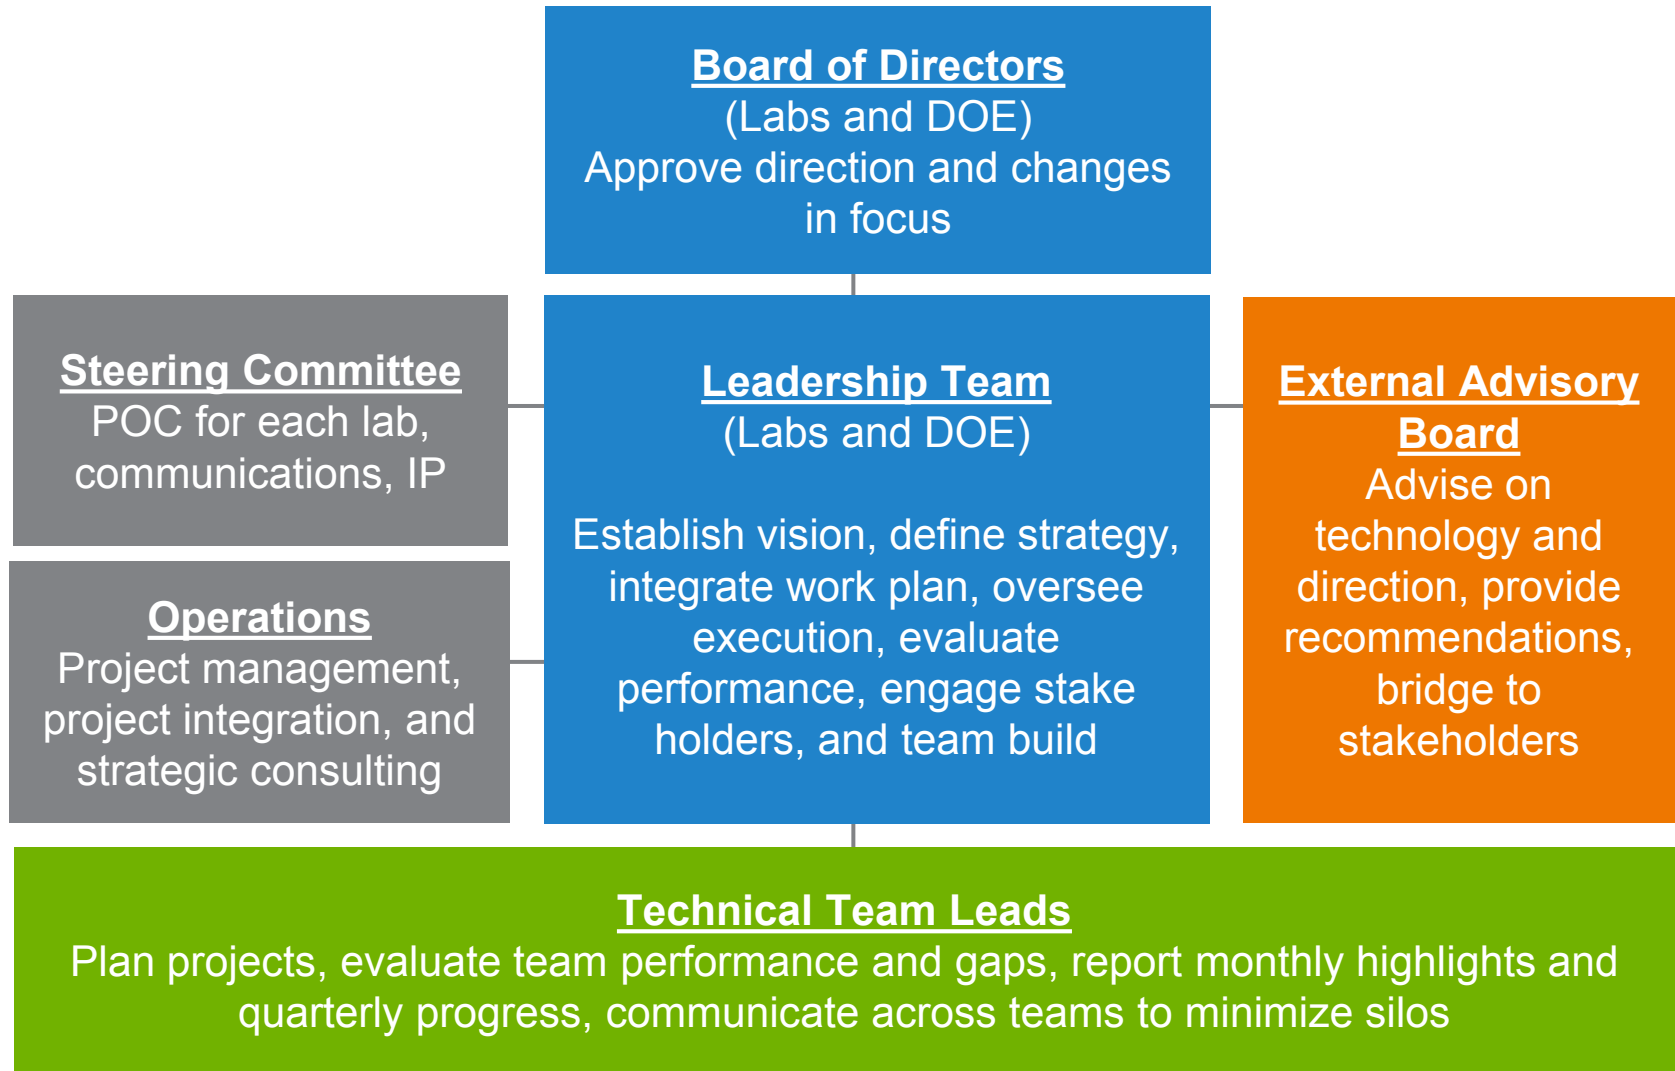 Board of Directors
(Labs and DOE)
Approve direction and changes
in focus
Steering Committee
POC for each lab,
communications, IP
Operations
Project management,
project integration, and
strategic consulting
Leadership Team
(Labs and DOE)
Establish vision, define strategy,
integrate work plan, oversee
execution, evaluate
performance, engage stake
holders, and team build
External Advisory
Board
Advise on
technology and
direction, provide
recommendations,
bridge to
stakeholders
Technical Team Leads
Plan projects, evaluate team performance and gaps, report monthly highlights and
quarterly progress, communicate across teams to minimize silos